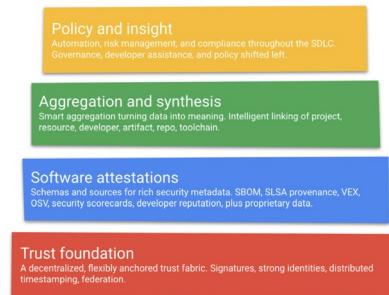 Policy and insight
Automation, risk management, and compliance throughout the SDLC.
Governance, developer assistance, and policy shifted left.
Aggregation and synthesis
Smart aggregation turning data into meaning. Intelligent linking of project,
resource, developer, artifact, repo, toolchain.
Software attestations
Schemas and sources for rich security metadata. SBOM, SLSA provenance, VEX,
OSV, security scorecards, developer reputation, plus proprietary data.
Trust foundation
A decentralized, flexibly anchored trust fabric. Signatures, strong identities, distributed
timestamping, federation.